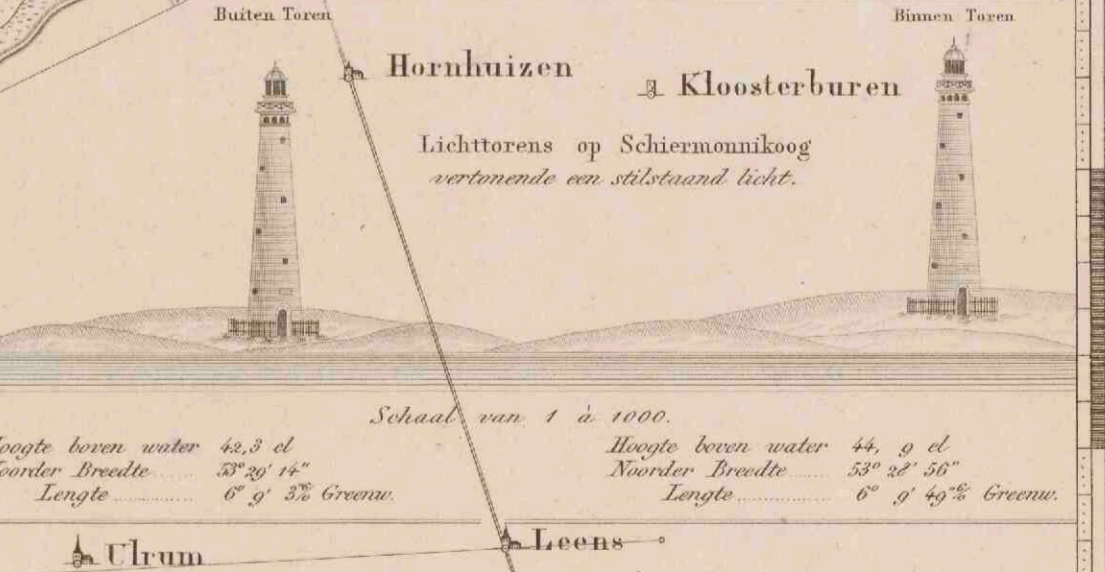 Buiten Toren
Binnen Toren
Hornhuizen
Kloosterburen
Lichttorens op Schiermonnikoog
vertonende een stilstaand licht.
Schaal van 1 à 1000.
Hoogte boven water 42,3 el
Noorder Breedte 53° 29' 14"
Lengte 6° 9' Greenw.
Hoogte boven water 44, 9 el
Noorder Breedte 53° 28' 56"
Lengte 6° 9' Greenw.
Ulrum
Leens